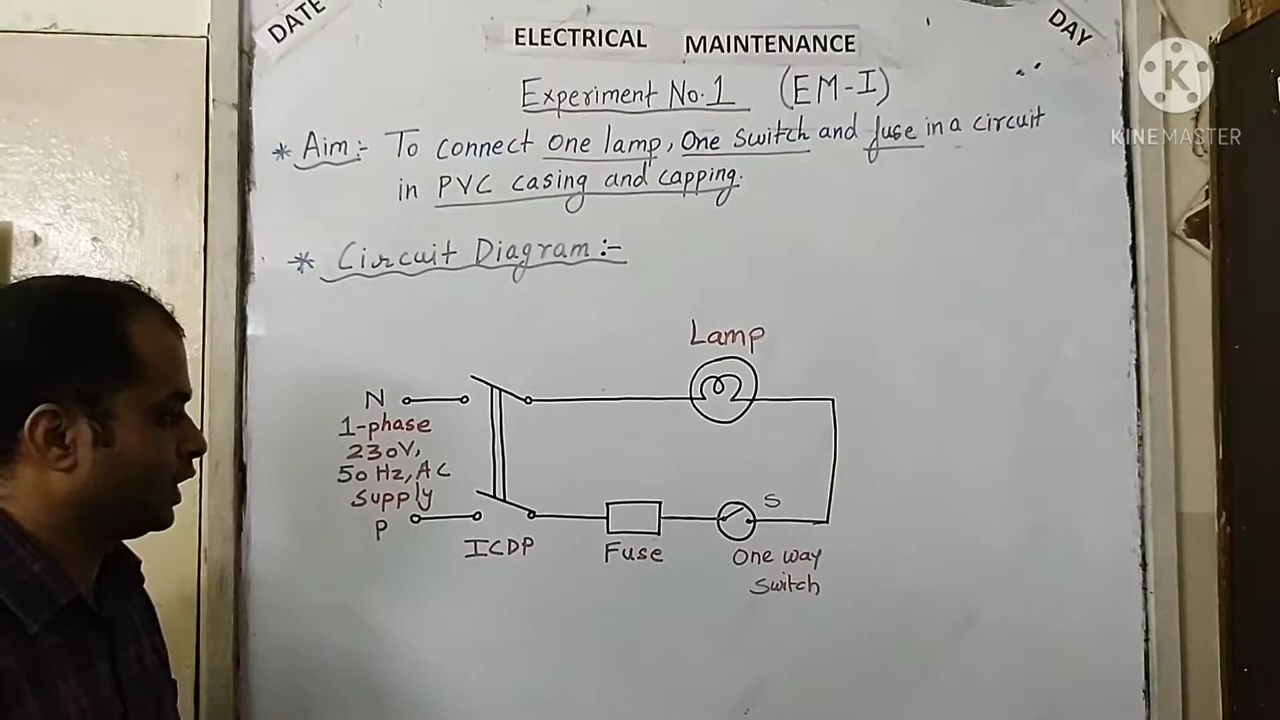 DATE
ELECTRICAL MAINTENANCE
DAY
Experiment No.1 (EM-I)
* Aim:- To connect One lamp, One switch and fuse in a circuit
in PVC casing and capping.
* Circuit Diagram:-
Lamp
N
1-phase
230V,
50 Hz, AC
supply
P
ICDP
Fuse
S
One way
Switch
K
KINEMASTER